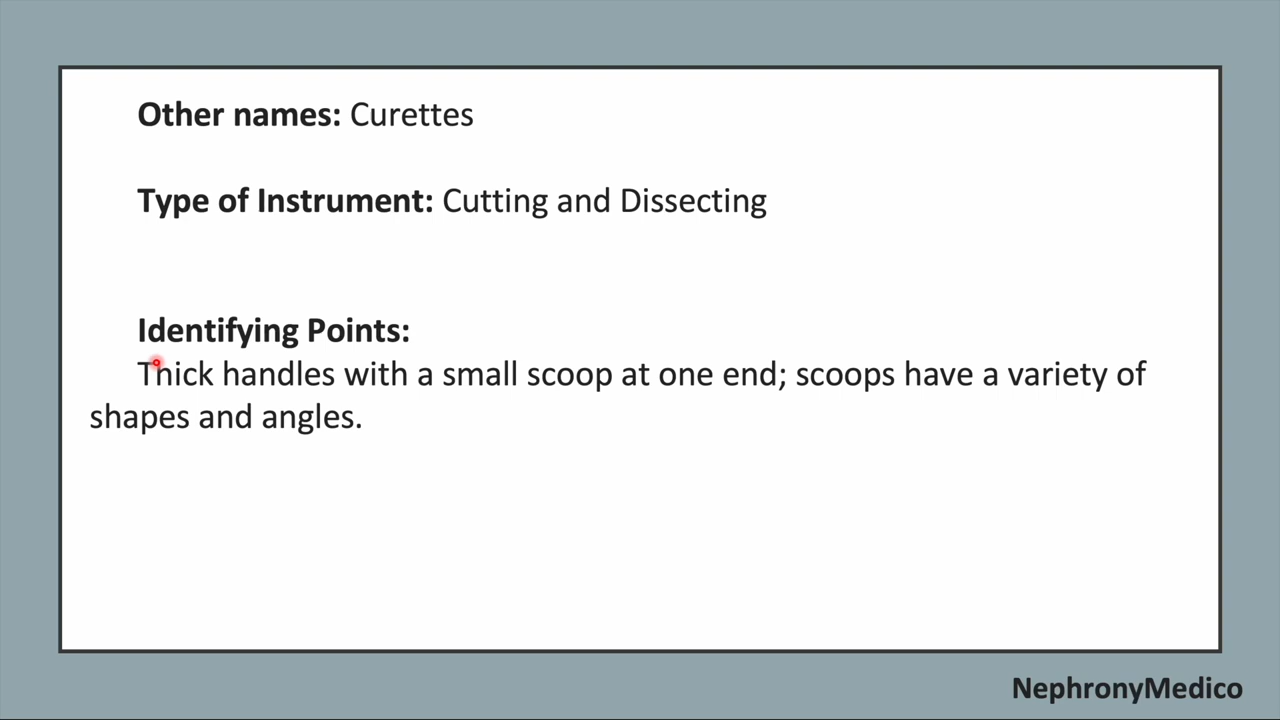 Other names: Curettes
Type of Instrument: Cutting and Dissecting
Identifying Points:
Thick handles with a small scoop at one end; scoops have a variety of
shapes and angles.
NephronyMedico